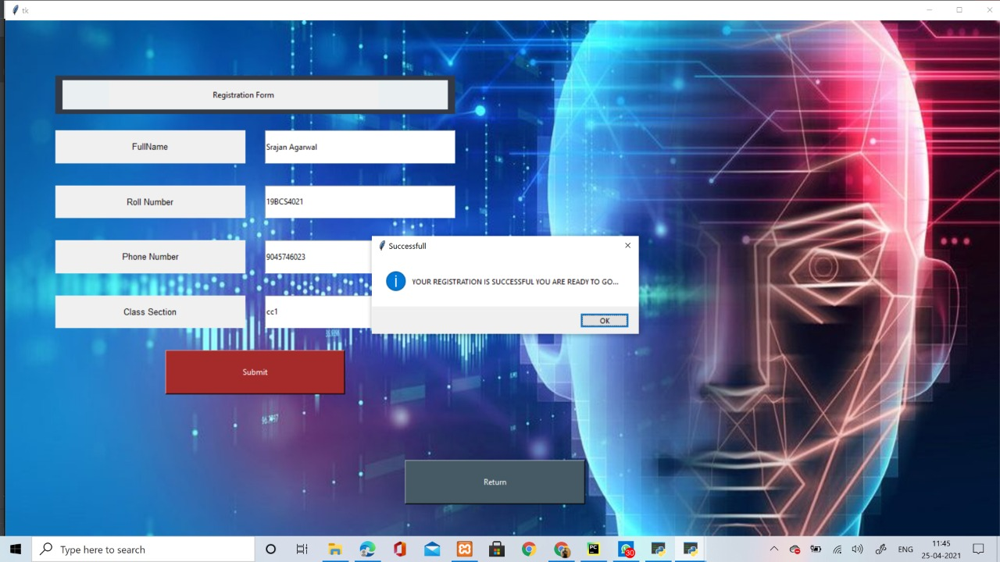 tk
Registration Form
FullName
Srajan Agarwal
Roll Number
19BCS4021
Phone Number
9045746023
Class Section
cc1
Successfull
YOUR REGISTRATION IS SUCCESSFUL YOU ARE READY TO GO...
OK
Submit
Return
Type here to search
PC
30
ENG
11:45
25-04-2021